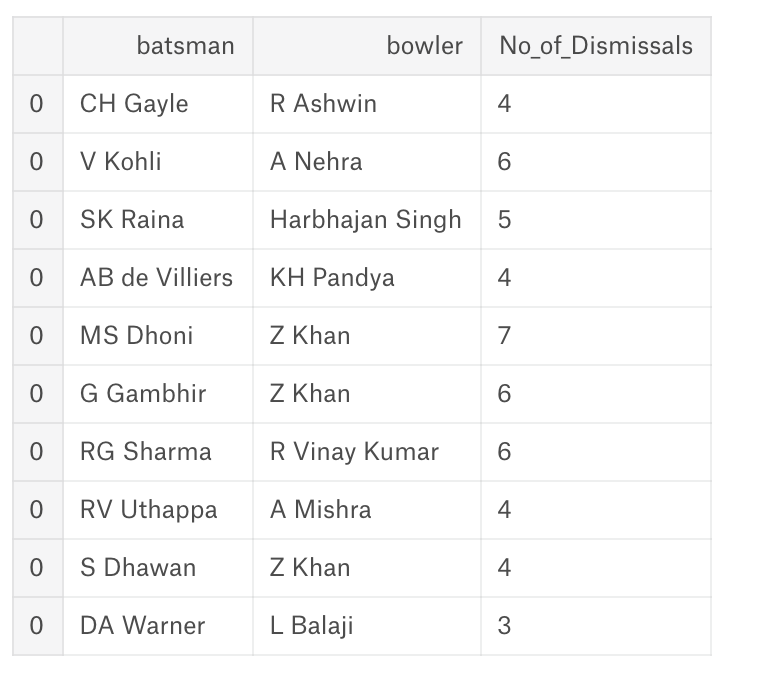 batsman bowler No_of_Dismissals
0 CH Gayle R Ashwin 4
0 V Kohli A Nehra 6
0 SK Raina Harbhajan Singh 5
0 AB de Villiers KH Pandya 4
0 MS Dhoni Z Khan 7
0 G Gambhir Z Khan 6
0 RG Sharma R Vinay Kumar 6
0 RV Uthappa A Mishra 4
0 S Dhawan Z Khan 4
0 DA Warner L Balaji 3